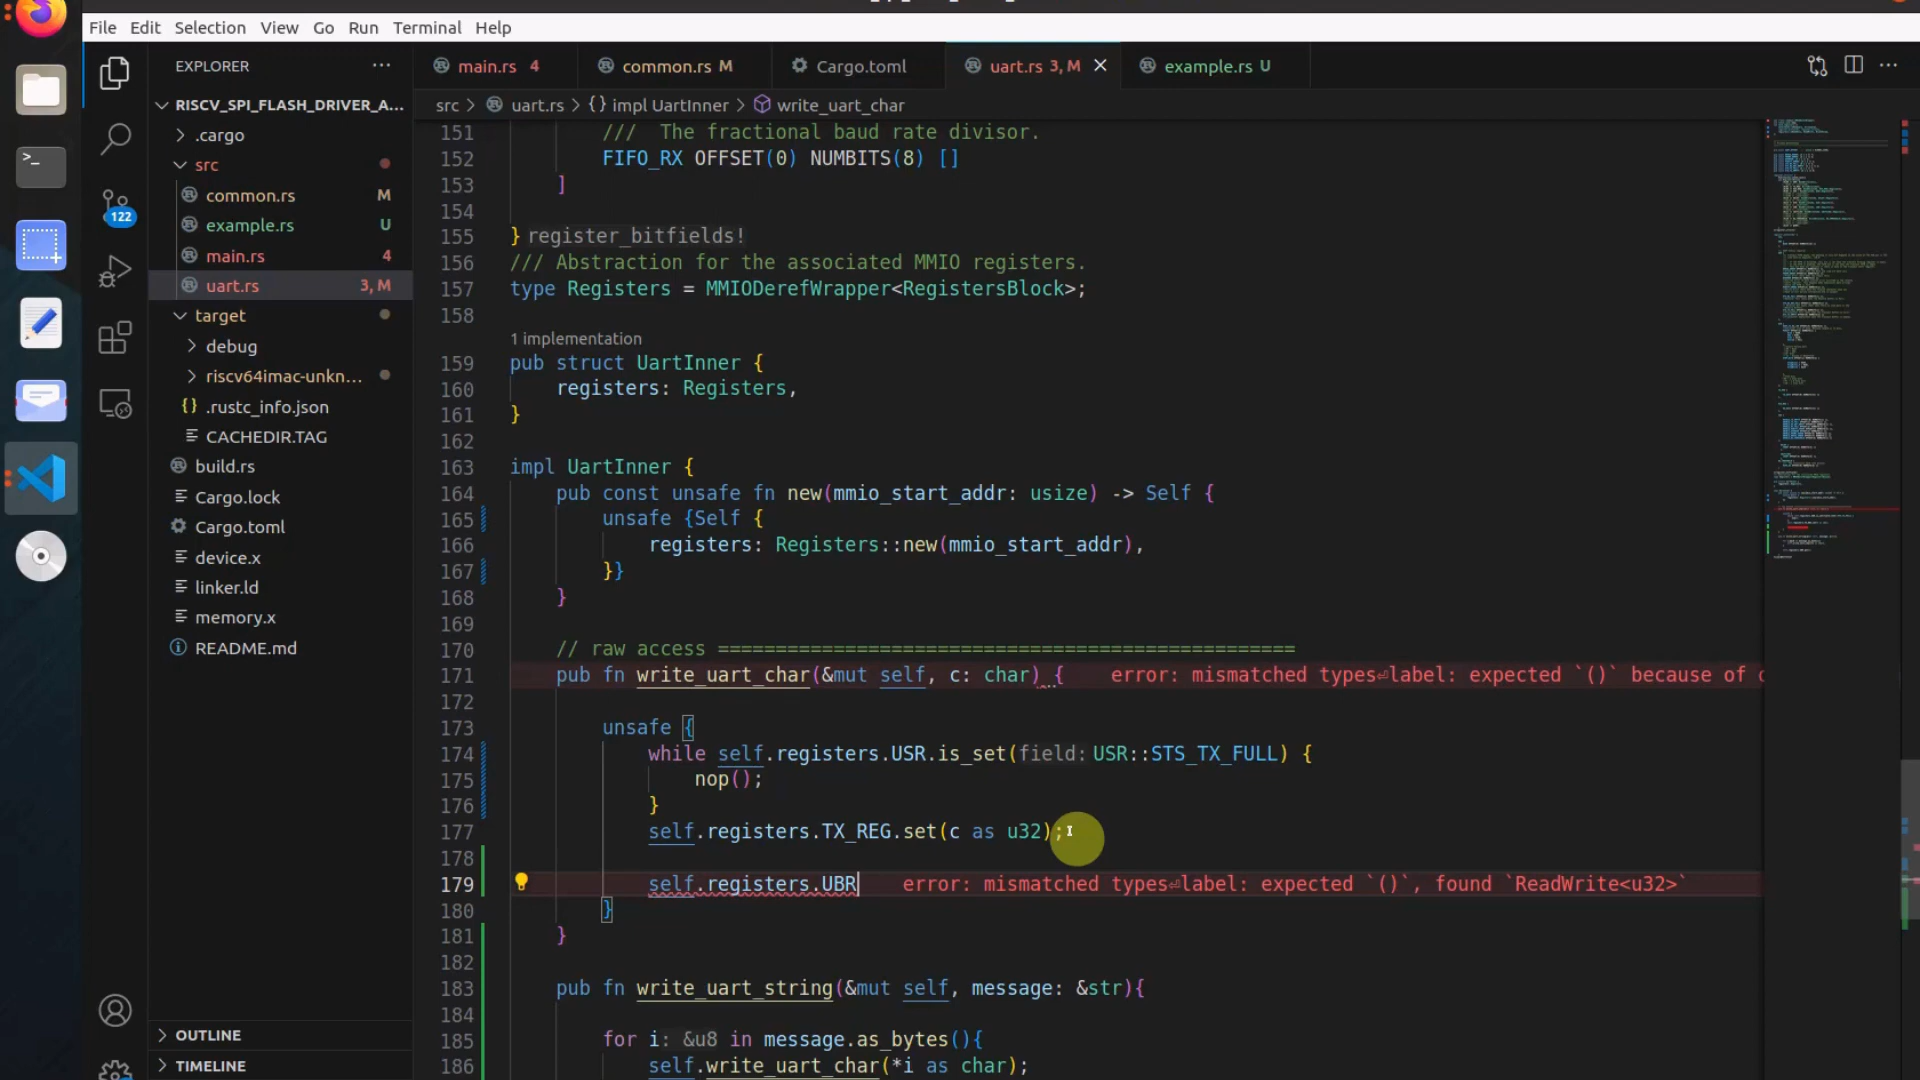 File Edit Selection View Go Run Terminal Help
EXPLORER ···
main.rs 4
common.rs M
Cargo.toml
uart.rs 3, M
example.rs U
RISCV_SPI_FLASH_DRIVER_A...
src > uart.rs > {} impl UartInner > write_uart_char
.cargo
src
common.rs M
example.rs U
main.rs 4
uart.rs 3, M
target
debug
riscv64imac-unkn...
{} .rustc_info.json
CACHEDIR.TAG
build.rs
Cargo.lock
Cargo.toml
device.x
linker.ld
memory.x
README.md
122
OUTLINE
TIMELINE
151 /// The fractional baud rate divisor.
152 FIFO_RX OFFSET(0) NUMBITS(8) []
153 ]
154
155 } register_bitfields!
156 /// Abstraction for the associated MMIO registers.
157 type Registers = MMIODerefWrapper<RegistersBlock>;
158
1 implementation
159 pub struct UartInner {
160 registers: Registers,
161 }
162
163 impl UartInner {
164 pub const unsafe fn new(mmio_start_addr: usize) -> Self {
165 unsafe {Self {
166 registers: Registers::new(mmio_start_addr),
167 }}
168 }
169
170 // raw access ==================================================
171 pub fn write_uart_char(&mut self, c: char) { error: mismatched types⏎label: expected `()` because of
172
173 unsafe {
174 while self.registers.USR.is_set(field: USR::STS_TX_FULL) {
175 nop();
176 }
177 self.registers.TX_REG.set(c as u32);
178
179 self.registers.UBR error: mismatched types⏎label: expected `()`, found `ReadWrite<u32>`
180 }
181 }
182
183 pub fn write_uart_string(&mut self, message: &str){
184
185 for i: &u8 in message.as_bytes(){
186 self.write_uart_char(*i as char);